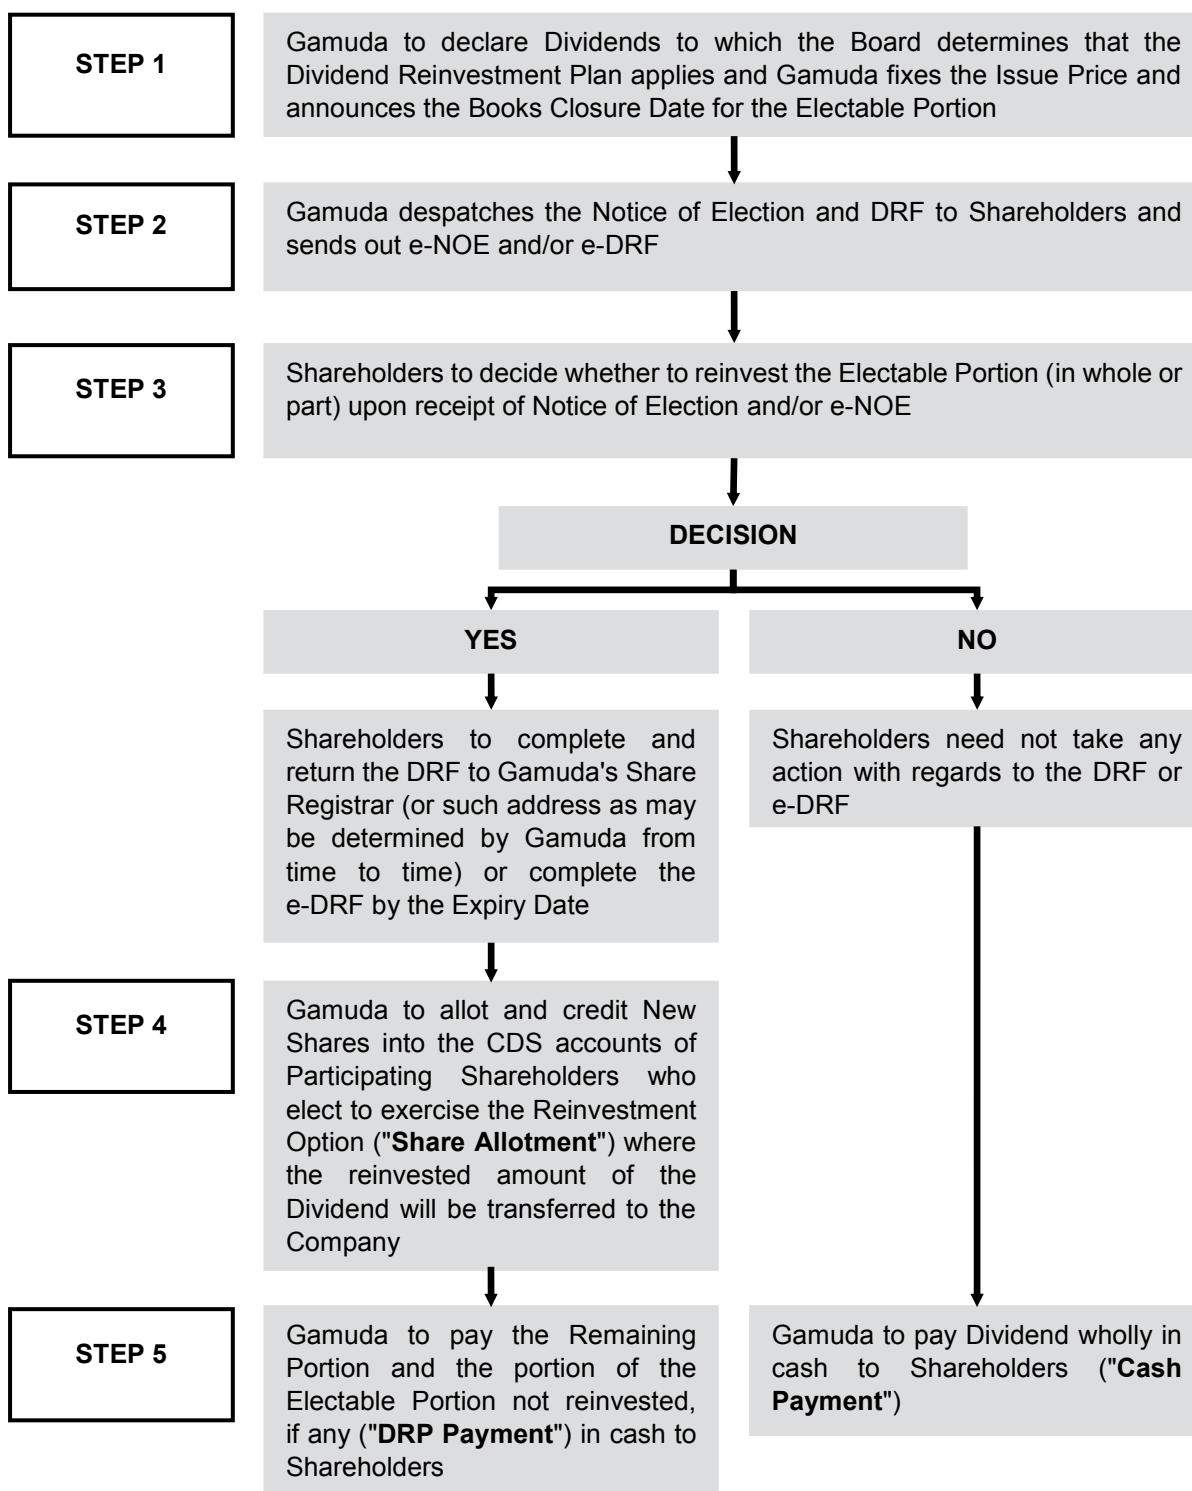 STEP 1
Gamuda to declare Dividends to which the Board determines that the
Dividend Reinvestment Plan applies and Gamuda fixes the Issue Price and
announces the Books Closure Date for the Electable Portion
STEP 2
Gamuda despatches the Notice of Election and DRF to Shareholders and
sends out e-NOE and/or e-DRF
STEP 3
Shareholders to decide whether to reinvest the Electable Portion (in whole or
part) upon receipt of Notice of Election and/or e-NOE
DECISION
YES
NO
Shareholders to complete and
return the DRF to Gamuda's Share
Registrar (or such address as may
be determined by Gamuda from
time to time) or complete the
e-DRF by the Expiry Date
Shareholders need not take any
action with regards to the DRF or
e-DRF
STEP 4
Gamuda to allot and credit New
Shares into the CDS accounts of
Participating Shareholders who
elect to exercise the Reinvestment
Option ("Share Allotment") where
the reinvested amount of the
Dividend will be transferred to the
Company
STEP 5
Gamuda to pay the Remaining
Portion and the portion of the
Electable Portion not reinvested,
if any ("DRP Payment") in cash to
Shareholders
Gamuda to pay Dividend wholly in
cash to Shareholders ("Cash
Payment")